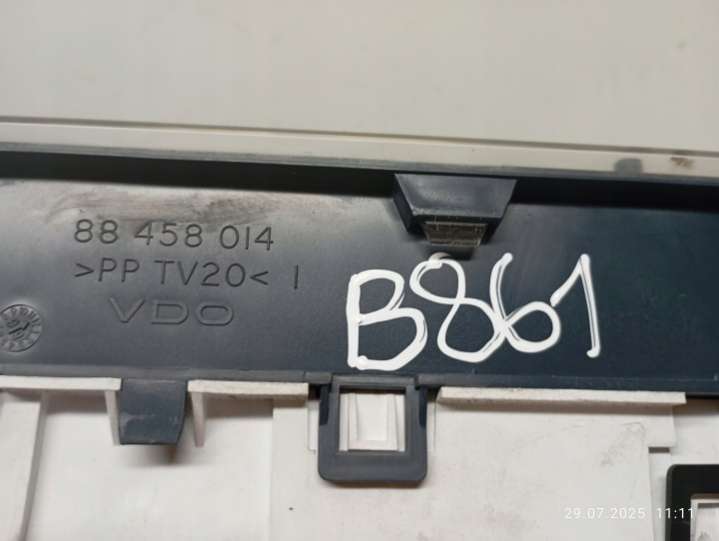 88 458 014
>PP TV20< I
VDO
B861
29.07.2025 11:11